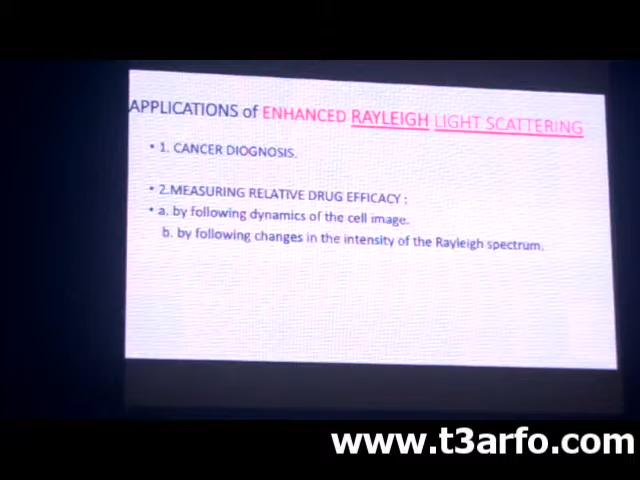 APPLICATIONS of ENHANCED RAYLEIGH LIGHT SCATTERING
• 1. CANCER DIOGNOSIS.
• 2.MEASURING RELATIVE DRUG EFFICACY :
• a. by following dynamics of the cell image.
b. by following changes in the intensity of the Rayleigh spectrum.
www.t3arfo.com